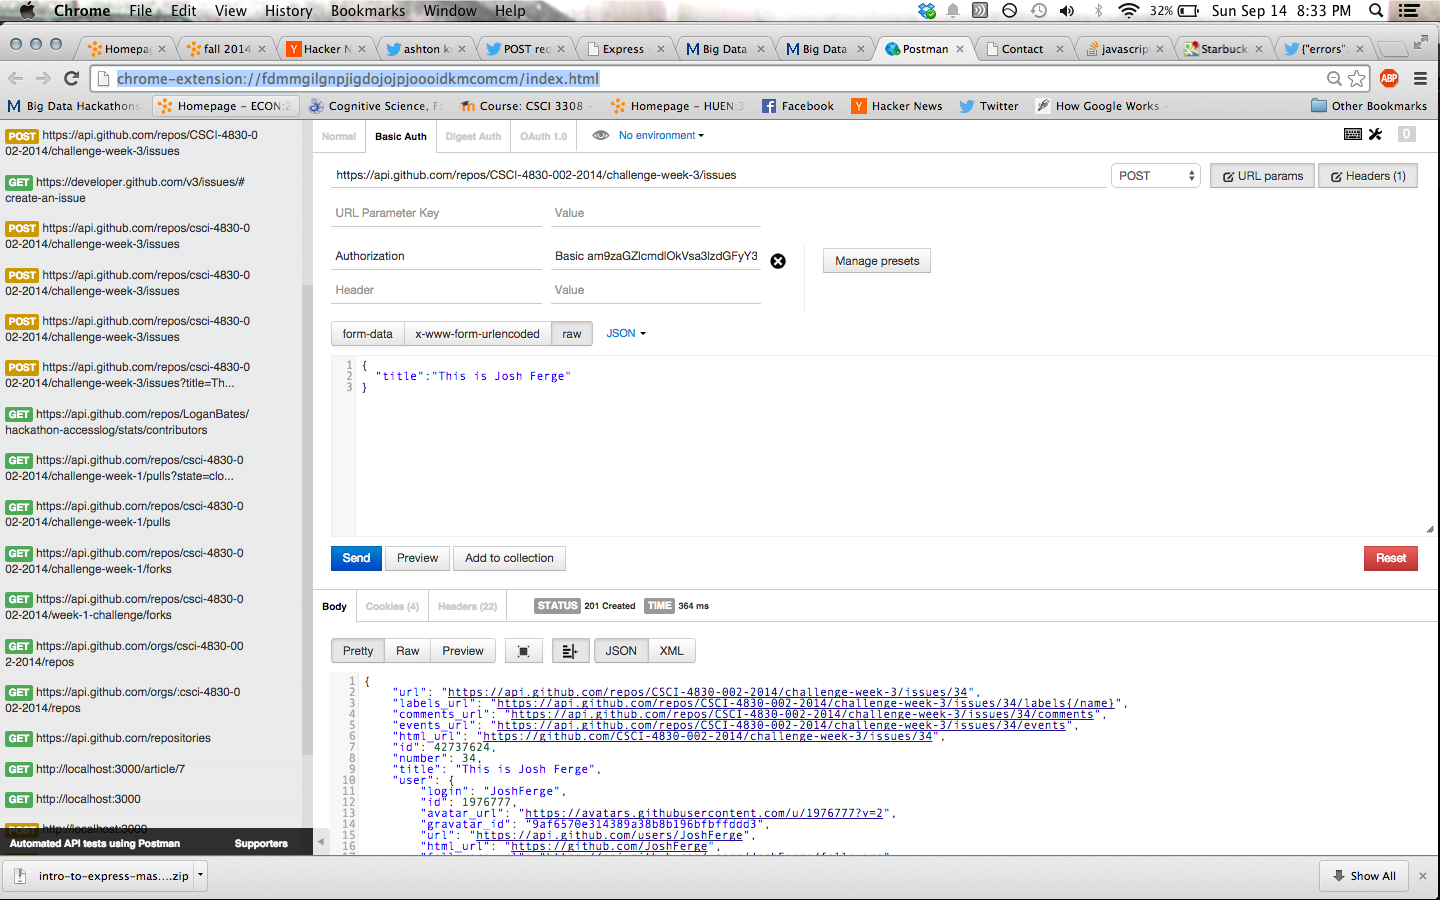 Chrome File Edit View History Bookmarks Window Help 32% Sun Sep 14 8:33 PM
Homepa fall 2014 Hacker N ashton k POST req Express - Big Data Big Data Postman Contact javascrip Starbuck {"errors":
chrome-extension://fdmmgilgnpjigdojojpjoooidkmcomcm/index.html ABP
Big Data Hackathons Homepage – ECON:2 Cognitive Science, F Course: CSCI 3308 – Homepage – HUEN:3 Facebook Hacker News Twitter How Google Works – Other Bookmarks
POST https://api.github.com/repos/CSCI-4830-0
02-2014/challenge-week-3/issues
GET https://developer.github.com/v3/issues/#
create-an-issue
POST https://api.github.com/repos/csci-4830-0
02-2014/challenge-week-3/issues
POST https://api.github.com/repos/csci-4830-0
02-2014/challenge-week-3/issues
POST https://api.github.com/repos/csci-4830-0
02-2014/challenge-week-3/issues
POST https://api.github.com/repos/csci-4830-0
02-2014/challenge-week-3/issues?title=Th...
GET https://api.github.com/repos/LoganBates/
hackathon-accesslog/stats/contributors
GET https://api.github.com/repos/csci-4830-0
02-2014/challenge-week-1/pulls?state=clo...
GET https://api.github.com/repos/csci-4830-0
02-2014/challenge-week-1/pulls
GET https://api.github.com/repos/csci-4830-0
02-2014/challenge-week-1/forks
GET https://api.github.com/repos/csci-4830-0
02-2014/week-1-challenge/forks
GET https://api.github.com/orgs/csci-4830-00
2-2014/repos
GET https://api.github.com/orgs/:csci-4830-0
02-2014/repos
GET https://api.github.com/repositories
GET http://localhost:3000/article/7
GET http://localhost:3000
POST http://localhost:3000
Automated API tests using Postman Supporters
Normal Basic Auth Digest Auth OAuth 1.0 No environment 0
https://api.github.com/repos/CSCI-4830-002-2014/challenge-week-3/issues POST URL params Headers (1)
URL Parameter Key Value
Authorization Basic am9zaGZlcmdlOkVsa3lzdGFyY3 Manage presets
Header Value
form-data x-www-form-urlencoded raw JSON
1 {
2 "title":"This is Josh Ferge"
3 }
Send Preview Add to collection Reset
Body Cookies (4) Headers (22) STATUS 201 Created TIME 364 ms
Pretty Raw Preview JSON XML
1 {
2 "url": "https://api.github.com/repos/CSCI-4830-002-2014/challenge-week-3/issues/34",
3 "labels_url": "https://api.github.com/repos/CSCI-4830-002-2014/challenge-week-3/issues/34/labels{/name}",
4 "comments_url": "https://api.github.com/repos/CSCI-4830-002-2014/challenge-week-3/issues/34/comments",
5 "events_url": "https://api.github.com/repos/CSCI-4830-002-2014/challenge-week-3/issues/34/events",
6 "html_url": "https://github.com/CSCI-4830-002-2014/challenge-week-3/issues/34",
7 "id": 42737624,
8 "number": 34,
9 "title": "This is Josh Ferge",
10 "user": {
11 "login": "JoshFerge",
12 "id": 1976777,
13 "avatar_url": "https://avatars.githubusercontent.com/u/1976777?v=2",
14 "gravatar_id": "9af6570e314389a38b8b196bfbffddd3",
15 "url": "https://api.github.com/users/JoshFerge",
16 "html_url": "https://github.com/JoshFerge",
intro-to-express-mas....zip Show All